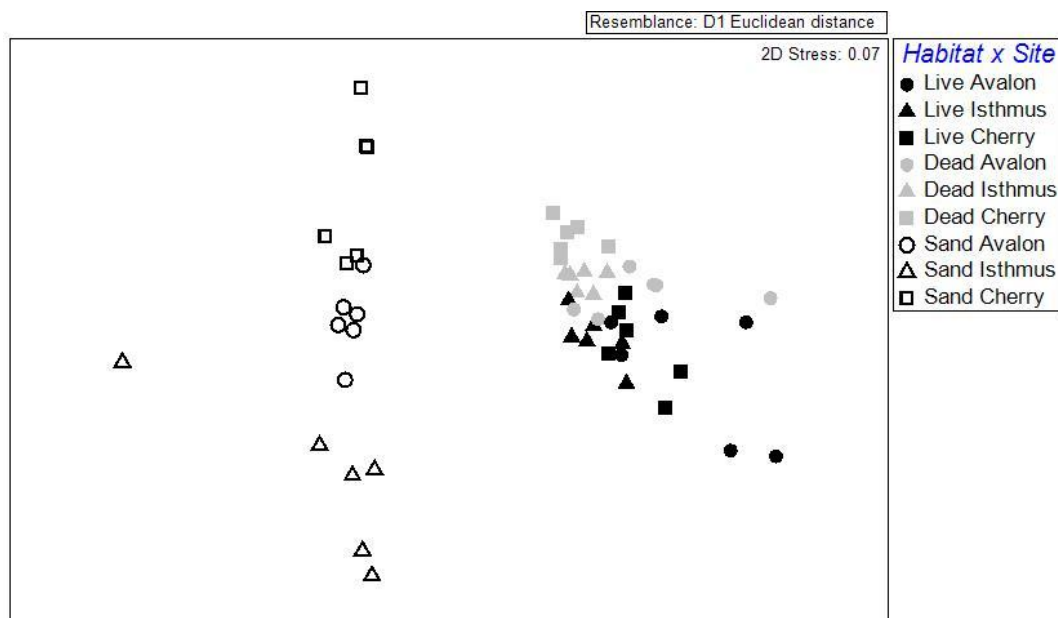 Resemblance: D1 Euclidean distance
2D Stress: 0.07
Habitat x Site
Live Avalon
Live Isthmus
Live Cherry
Dead Avalon
Dead Isthmus
Dead Cherry
Sand Avalon
Sand Isthmus
Sand Cherry